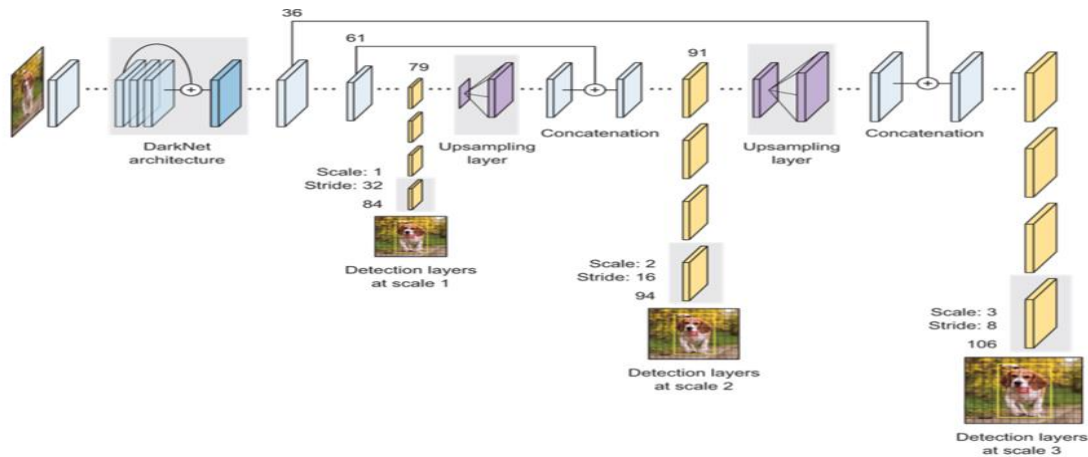 36
61
79
91
DarkNet
architecture
Upsampling
layer
Concatenation
Upsampling
layer
Concatenation
Scale: 1
Stride: 32
84
Detection layers
at scale 1
Scale: 2
Stride: 16
94
Detection layers
at scale 2
Scale: 3
Stride: 8
106
Detection layers
at scale 3